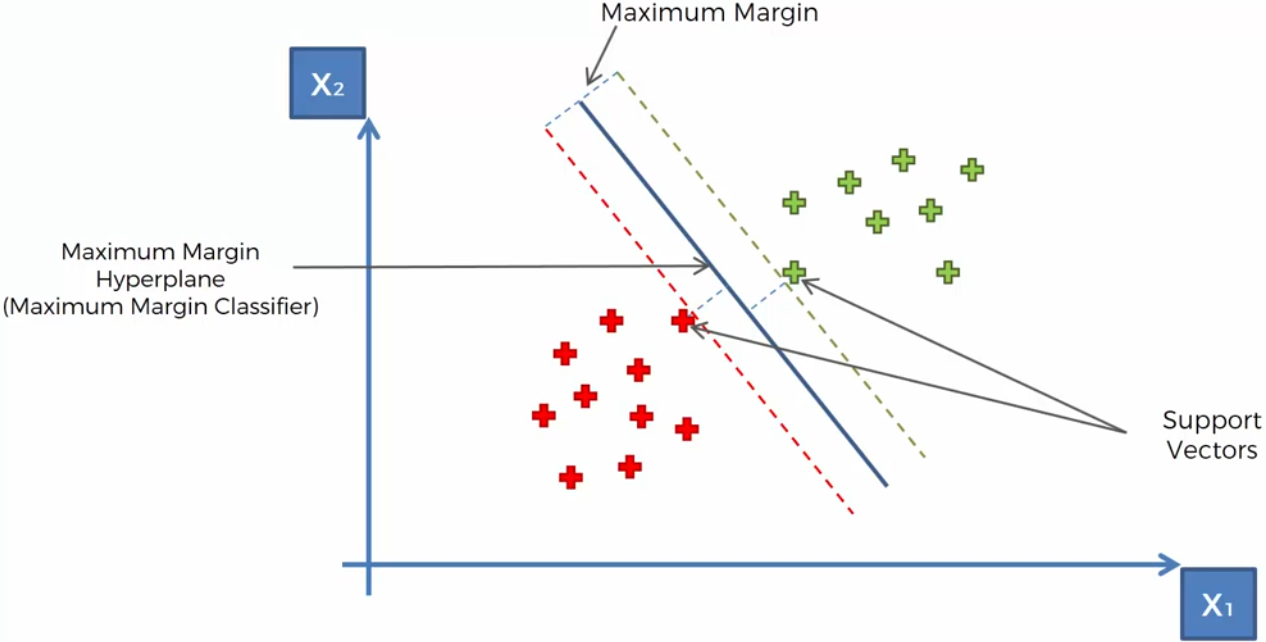 Maximum Margin
X₂
Maximum Margin
Hyperplane
(Maximum Margin Classifier)
Support
Vectors
X₁